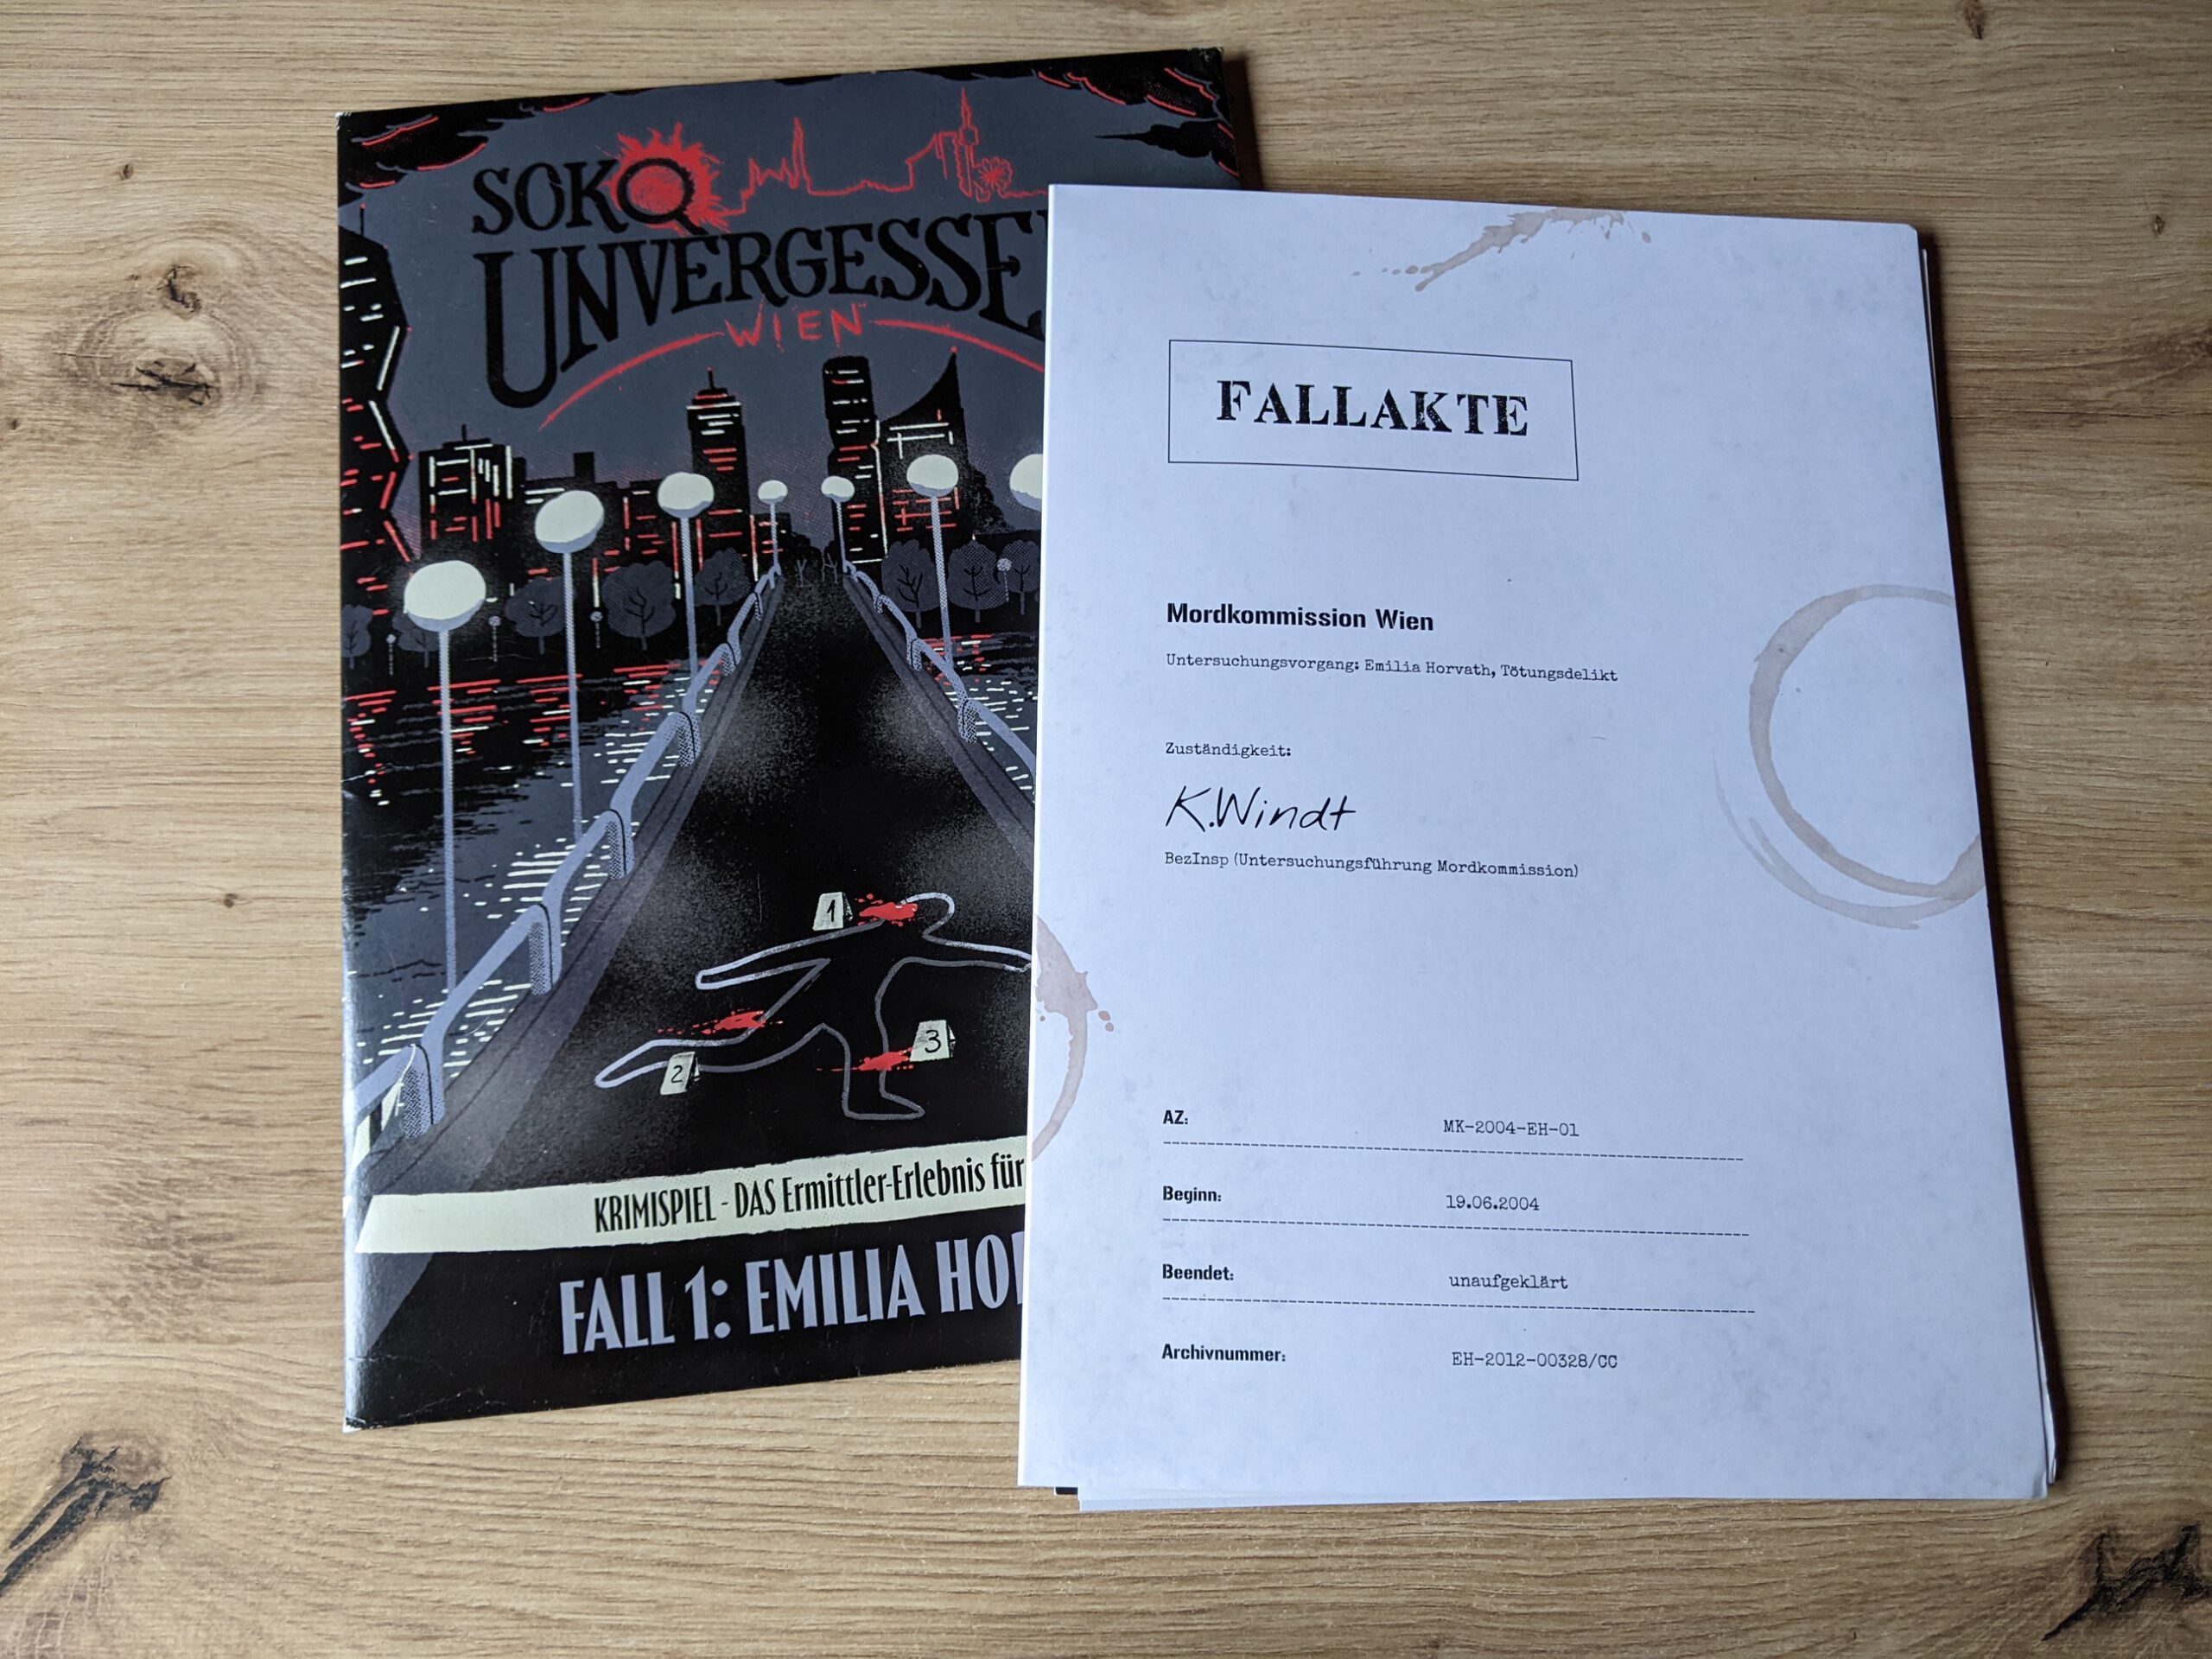 SOKO
UNVERGESSE
WIEN
1
2
3
KRIMISPIEL - DAS Ermittler-Erlebnis für
FALL 1: EMILIA HO
FALLAKTE
Mordkommission Wien
Untersuchungsvorgang: Emilia Horvath, Tötungsdelikt
Zuständigkeit:
K.Windt
BezInsp (Untersuchungsführung Mordkommission)
AZ: MK-2004-EH-01
Beginn: 19.06.2004
Beendet: unaufgeklärt
Archivnummer: EH-2012-00328/CC